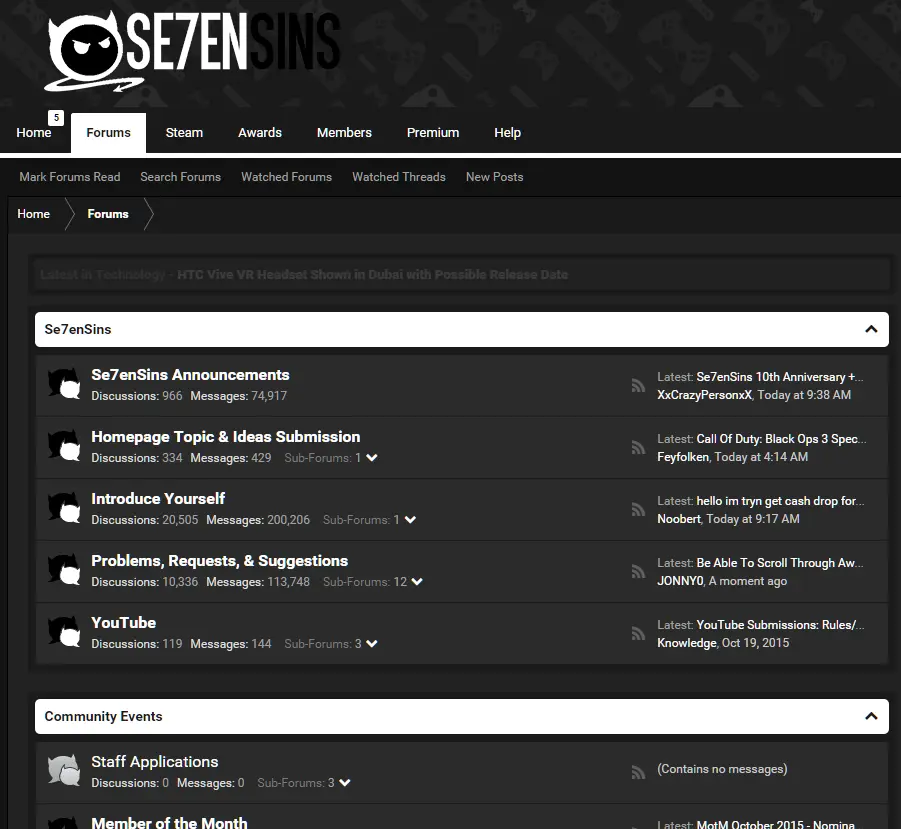 SE7ENSINS
5
Home Forums Steam Awards Members Premium Help
Mark Forums Read Search Forums Watched Forums Watched Threads New Posts
Home Forums
Latest in Technology - HTC Vive VR Headset Shown in Dubai with Possible Release Date
Se7enSins
Se7enSins Announcements
Discussions: 966 Messages: 74,917
Latest: Se7enSins 10th Anniversary +...
XxCrazyPersonxX, Today at 9:38 AM
Homepage Topic & Ideas Submission
Discussions: 334 Messages: 429 Sub-Forums: 1
Latest: Call Of Duty: Black Ops 3 Spec...
Feyfolken, Today at 4:14 AM
Introduce Yourself
Discussions: 20,505 Messages: 200,206 Sub-Forums: 1
Latest: hello im tryn get cash drop for...
Noobert, Today at 9:17 AM
Problems, Requests, & Suggestions
Discussions: 10,336 Messages: 113,748 Sub-Forums: 12
Latest: Be Able To Scroll Through Aw...
JONNY0, A moment ago
YouTube
Discussions: 119 Messages: 144 Sub-Forums: 3
Latest: YouTube Submissions: Rules/...
Knowledge, Oct 19, 2015
Community Events
Staff Applications
Discussions: 0 Messages: 0 Sub-Forums: 3
(Contains no messages)
Member of the Month
Latest: MotM October 2015 - Nomina...